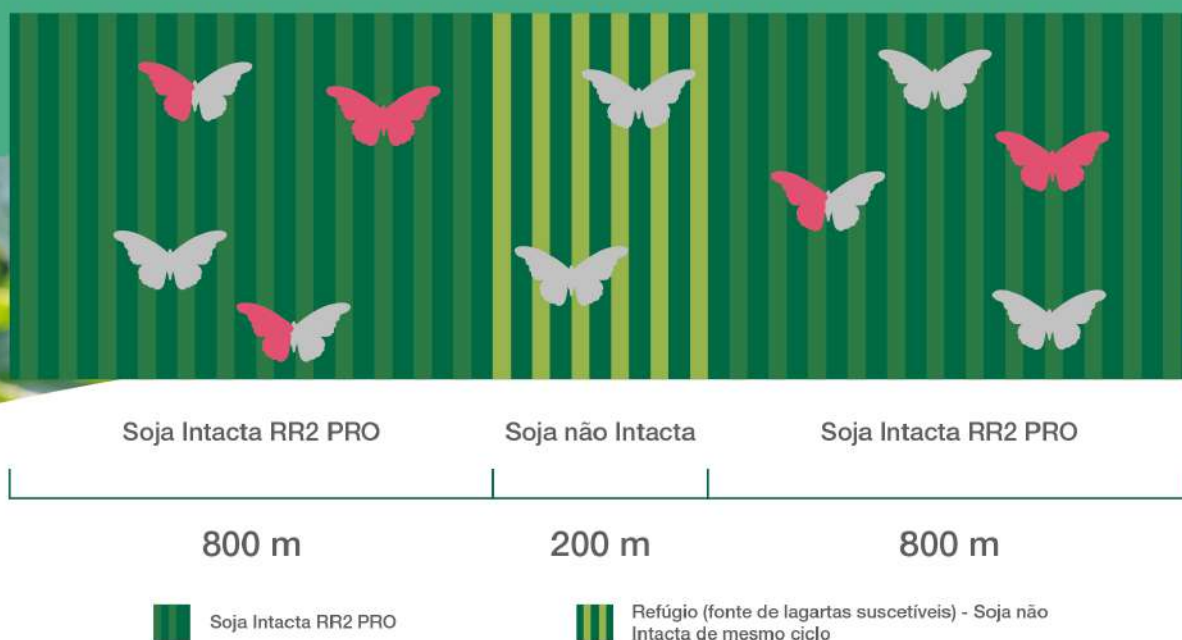 Soja Intacta RR2 PRO
Soja não Intacta
Soja Intacta RR2 PRO
800 m
200 m
800 m
Soja Intacta RR2 PRO
Refúgio (fonte de lagartas suscetíveis) - Soja não
Intacta de mesmo ciclo